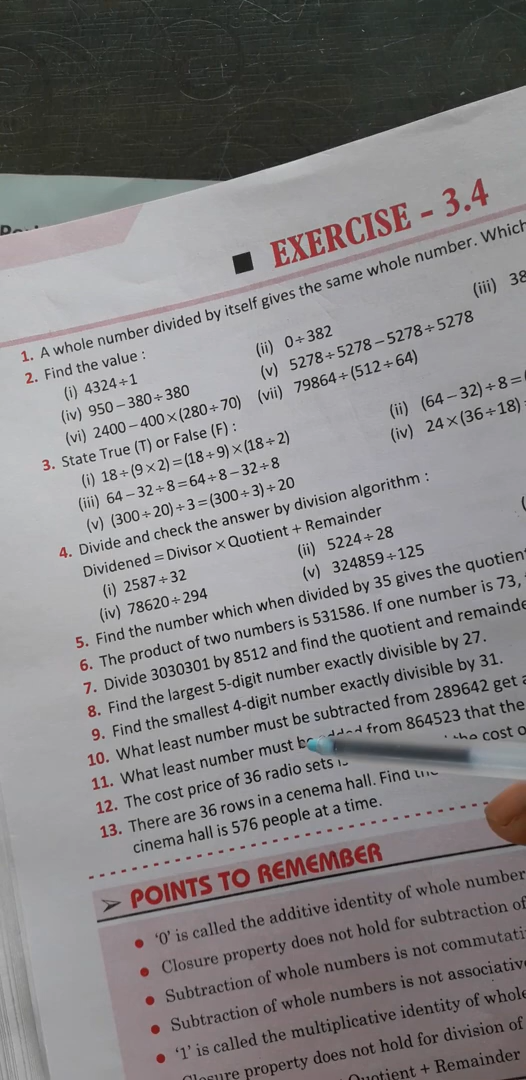 EXERCISE - 3.4
1. A whole number divided by itself gives the same whole number. Which
2. Find the value :
(i) 4324÷1 (ii) 0÷382 (iii) 38
(iv) 950−380÷380 (v) 5278÷5278−5278÷5278
(vi) 2400−400×(280÷70) (vii) 79864÷(512÷64)
3. State True (T) or False (F) :
(i) 18÷(9×2)=(18÷9)×(18÷2) (ii) (64−32)÷8=
(iii) 64−32÷8=64÷8−32÷8 (iv) 24×(36÷18)
(v) (300÷20)÷3=(300÷3)÷20
4. Divide and check the answer by division algorithm :
Dividened = Divisor × Quotient + Remainder
(i) 2587÷32 (ii) 5224÷28
(iv) 78620÷294 (v) 324859÷125
5. Find the number which when divided by 35 gives the quotient
6. The product of two numbers is 531586. If one number is 73,
7. Divide 3030301 by 8512 and find the quotient and remainde
8. Find the largest 5-digit number exactly divisible by 27.
9. Find the smallest 4-digit number exactly divisible by 31.
10. What least number must be subtracted from 289642 get a
11. What least number must be added from 864523 that the
12. The cost price of 36 radio sets the cost o
13. There are 36 rows in a cenema hall. Find
cinema hall is 576 people at a time.
POINTS TO REMEMBER
• '0' is called the additive identity of whole number
• Closure property does not hold for subtraction of
• Subtraction of whole numbers is not commutati
• Subtraction of whole numbers is not associative
• '1' is called the multiplicative identity of whole
Closure property does not hold for division of
Quotient + Remainder